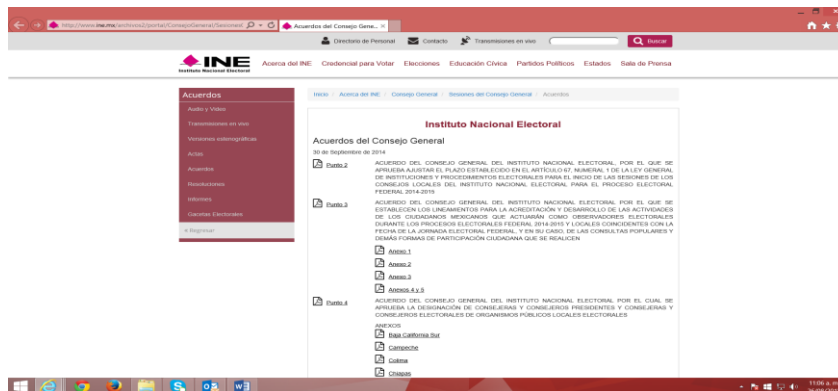 http://www.ine.mx/archivos2/portal/ConsejoGeneral/Sesiones
Acuerdos del Consejo Gene...
Directorio de Personal
Contacto
Transmisiones en vivo
Buscar
INE
Instituto Nacional Electoral
Acerca del INE Credencial para Votar Elecciones Educación Cívica Partidos Políticos Estados Sala de Prensa
Acuerdos
Audio y Video
Transmisiones en vivo
Versiones estenográficas
Actas
Acuerdos
Resoluciones
Informes
Gacetas Electorales
« Regresar
Inicio / Acerca del INE / Consejo General / Sesiones del Consejo General / Acuerdos
Instituto Nacional Electoral
Acuerdos del Consejo General
30 de Septiembre de 2014
Punto 2
ACUERDO DEL CONSEJO GENERAL DEL INSTITUTO NACIONAL ELECTORAL, POR EL QUE SE
APRUEBA AJUSTAR EL PLAZO ESTABLECIDO EN EL ARTÍCULO 67, NUMERAL 1 DE LA LEY GENERAL
DE INSTITUCIONES Y PROCEDIMIENTOS ELECTORALES PARA EL INICIO DE LAS SESIONES DE LOS
CONSEJOS LOCALES DEL INSTITUTO NACIONAL ELECTORAL PARA EL PROCESO ELECTORAL
FEDERAL 2014-2015
Punto 3
ACUERDO DEL CONSEJO GENERAL DEL INSTITUTO NACIONAL ELECTORAL POR EL QUE SE
ESTABLECEN LOS LINEAMIENTOS PARA LA ACREDITACIÓN Y DESARROLLO DE LAS ACTIVIDADES
DE LOS CIUDADANOS MEXICANOS QUE ACTUARÁN COMO OBSERVADORES ELECTORALES
DURANTE LOS PROCESOS ELECTORALES FEDERAL 2014-2015 Y LOCALES COINCIDENTES CON LA
FECHA DE LA JORNADA ELECTORAL FEDERAL, Y EN SU CASO, DE LAS CONSULTAS POPULARES Y
DEMÁS FORMAS DE PARTICIPACIÓN CIUDADANA QUE SE REALICEN
Anexo 1
Anexo 2
Anexo 3
Anexos 4 y 5
Punto 4
ACUERDO DEL CONSEJO GENERAL DEL INSTITUTO NACIONAL ELECTORAL POR EL CUAL SE
APRUEBA LA DESIGNACIÓN DE CONSEJERAS Y CONSEJEROS PRESIDENTES Y CONSEJERAS Y
CONSEJEROS ELECTORALES DE ORGANISMOS PÚBLICOS LOCALES ELECTORALES
ANEXOS
Baja California Sur
Campeche
Colima
Chiapas
11:06 a.m.